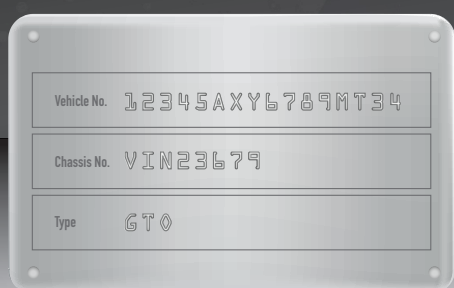 Vehicle No. 12345AXY6789MT34
Chassis No. VIN23679
Type GTO